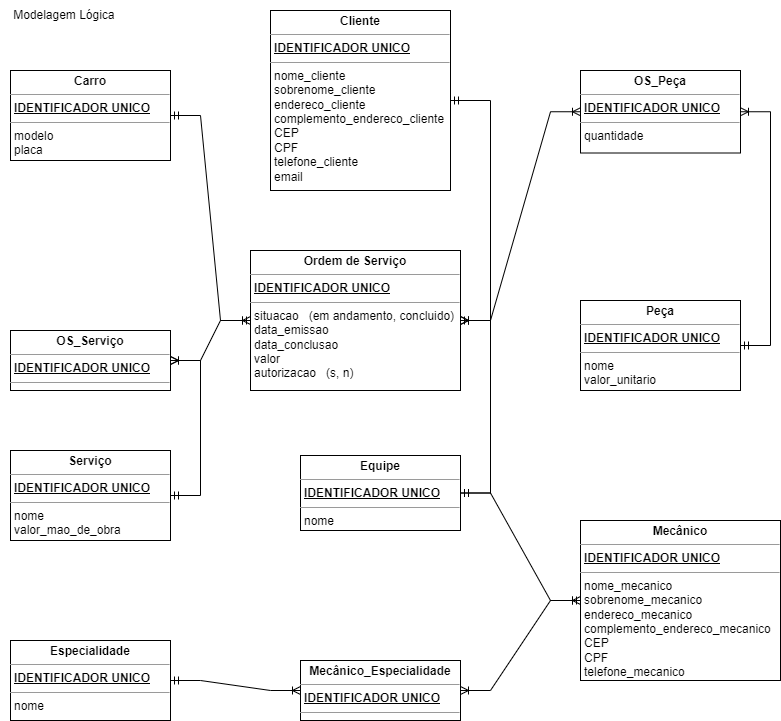 Modelagem Lógica
Cliente
IDENTIFICADOR UNICO
nome_cliente
sobrenome_cliente
endereco_cliente
complemento_endereco_cliente
CEP
CPF
telefone_cliente
email
Carro
IDENTIFICADOR UNICO
modelo
placa
OS_Peça
IDENTIFICADOR UNICO
quantidade
Ordem de Serviço
IDENTIFICADOR UNICO
situacao (em andamento, concluido)
data_emissao
data_conclusao
valor
autorizacao (s, n)
OS_Serviço
IDENTIFICADOR UNICO
Peça
IDENTIFICADOR UNICO
nome
valor_unitario
Serviço
IDENTIFICADOR UNICO
nome
valor_mao_de_obra
Equipe
IDENTIFICADOR UNICO
nome
Mecânico
IDENTIFICADOR UNICO
nome_mecanico
sobrenome_mecanico
endereco_mecanico
complemento_endereco_mecanico
CEP
CPF
telefone_mecanico
Especialidade
IDENTIFICADOR UNICO
nome
Mecânico_Especialidade
IDENTIFICADOR UNICO